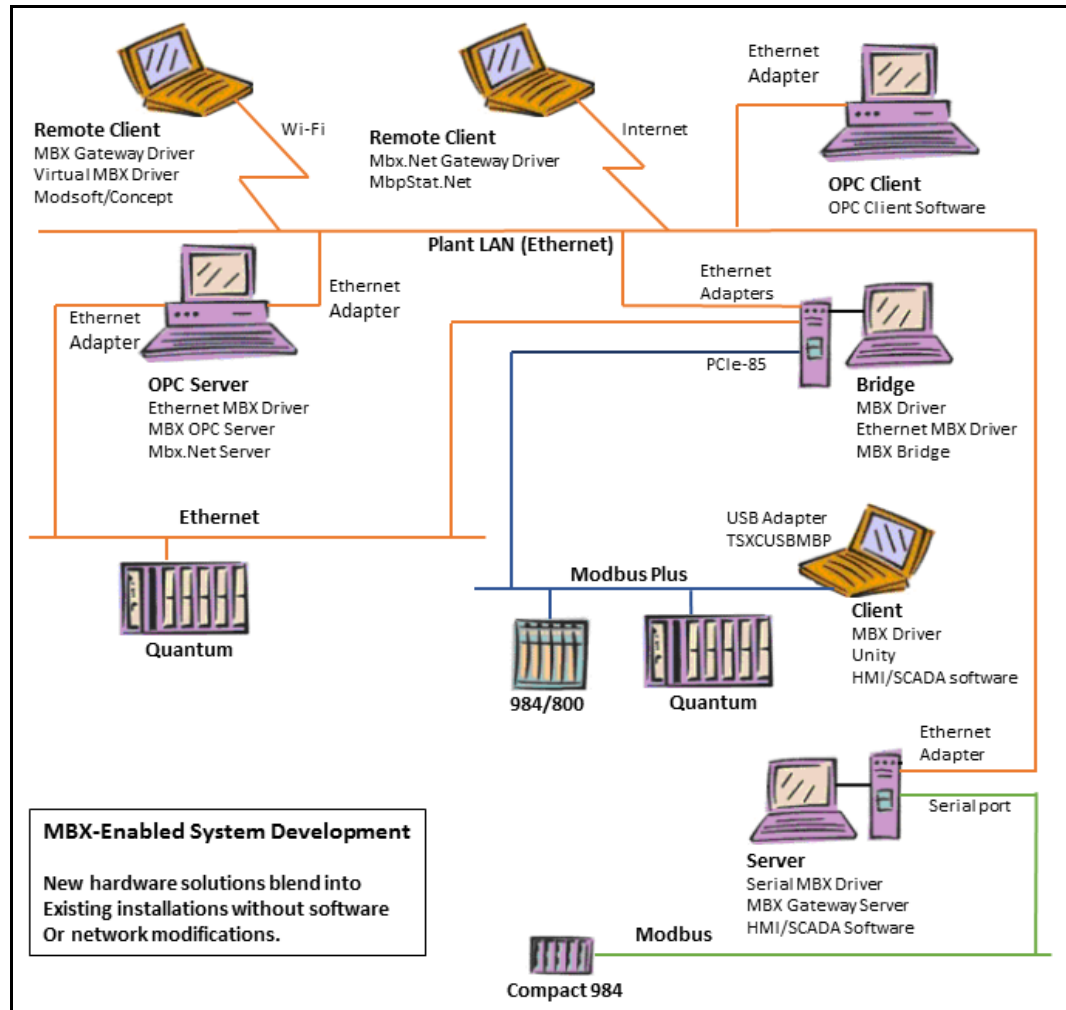 Remote Client
MBX Gateway Driver
Virtual MBX Driver
Modsoft/Concept
Wi-Fi
Remote Client
Mbx.Net Gateway Driver
MbpStat.Net
Internet
Ethernet
Adapter
OPC Client
OPC Client Software
Plant LAN (Ethernet)
Ethernet
Adapter
Ethernet
Adapter
OPC Server
Ethernet MBX Driver
MBX OPC Server
Mbx.Net Server
Ethernet
Adapters
PCIe-85
Bridge
MBX Driver
Ethernet MBX Driver
MBX Bridge
Ethernet
Quantum
USB Adapter
TSXCUSBMBP
Modbus Plus
Client
MBX Driver
Unity
HMI/SCADA software
984/800
Quantum
Ethernet
Adapter
Serial port
Server
Serial MBX Driver
MBX Gateway Server
HMI/SCADA Software
Modbus
Compact 984
MBX-Enabled System Development
New hardware solutions blend into
Existing installations without software
Or network modifications.